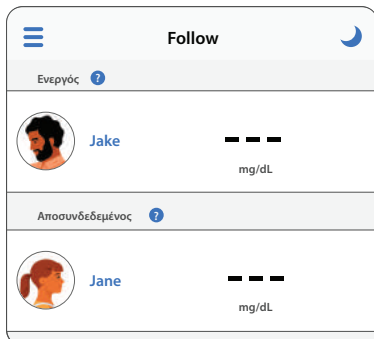 Follow
Ενεργός ?
Jake
---
mg/dL
Αποσυνδεδεμένος ?
Jane
---
mg/dL